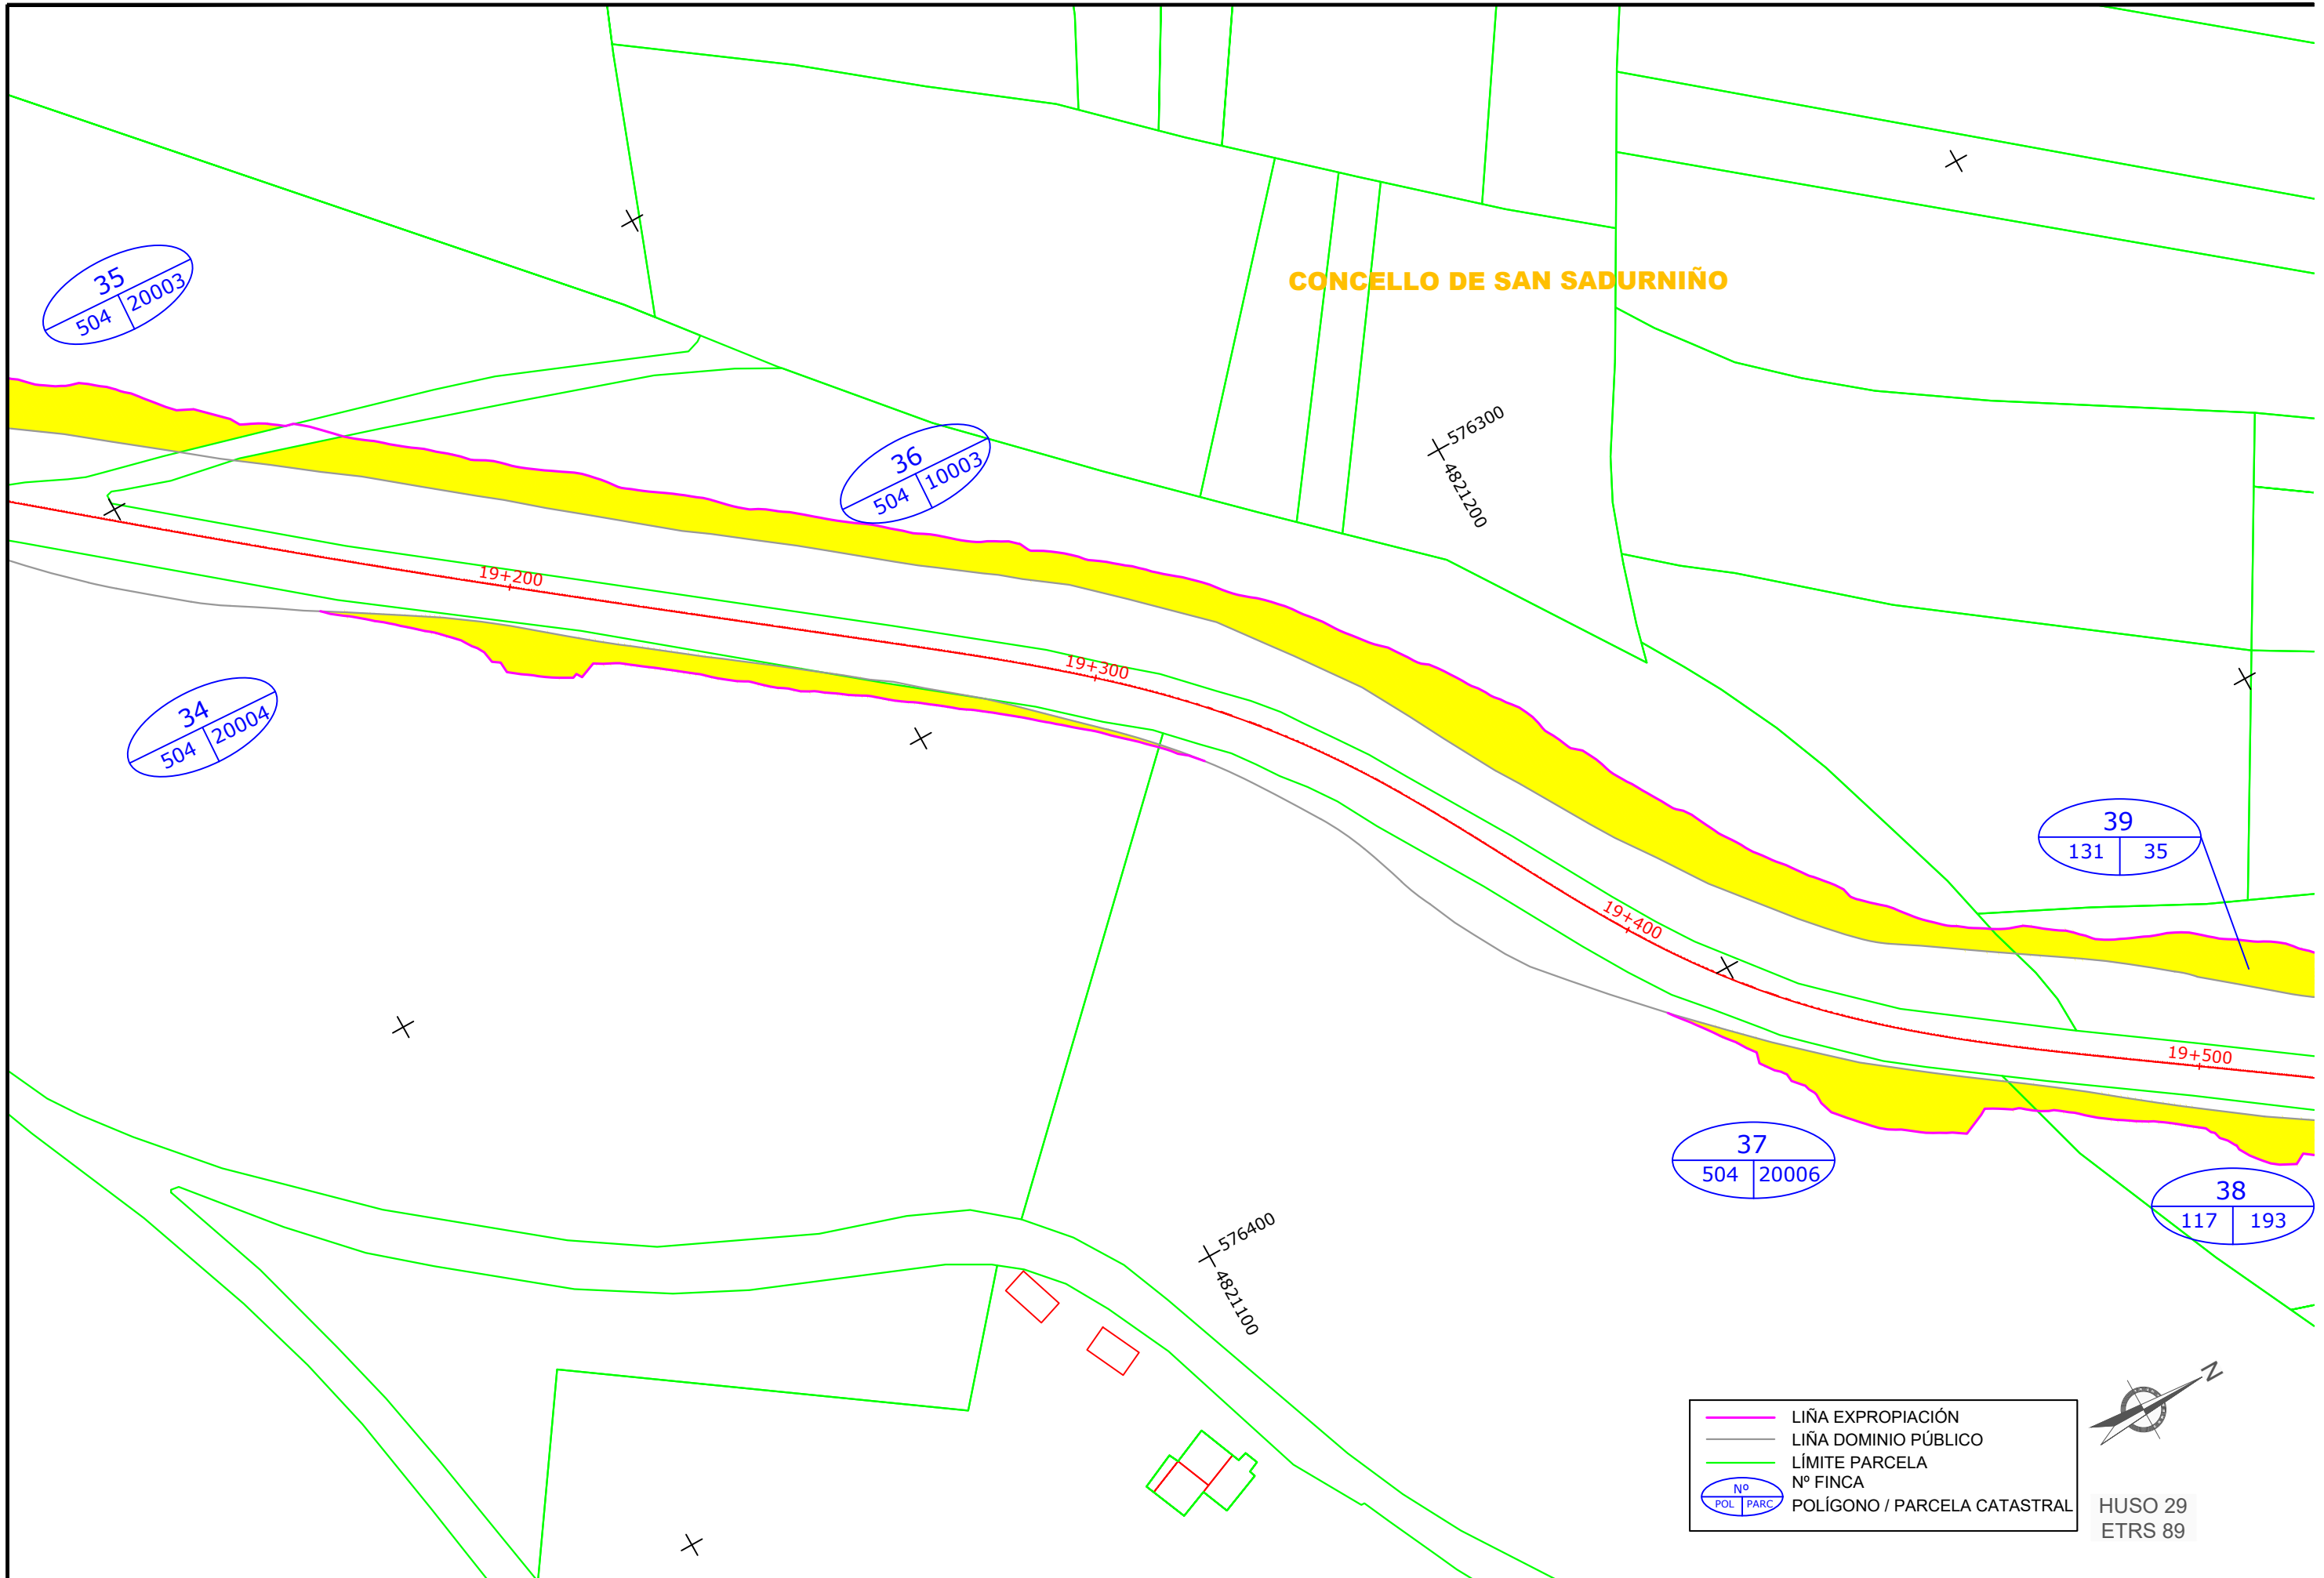 CONCELLO DE SAN SADURNIÑO
35
504 20003
36
504 10003
576300
4821200
19+200
19+300
34
504 20004
39
131 35
19+400
19+500
37
504 20006
38
117 193
576400
4821100
N
LIÑA EXPROPIACIÓN
LIÑA DOMINIO PÚBLICO
LÍMITE PARCELA
Nº FINCA
Nº
POL PARC
POLÍGONO / PARCELA CATASTRAL
HUSO 29
ETRS 89